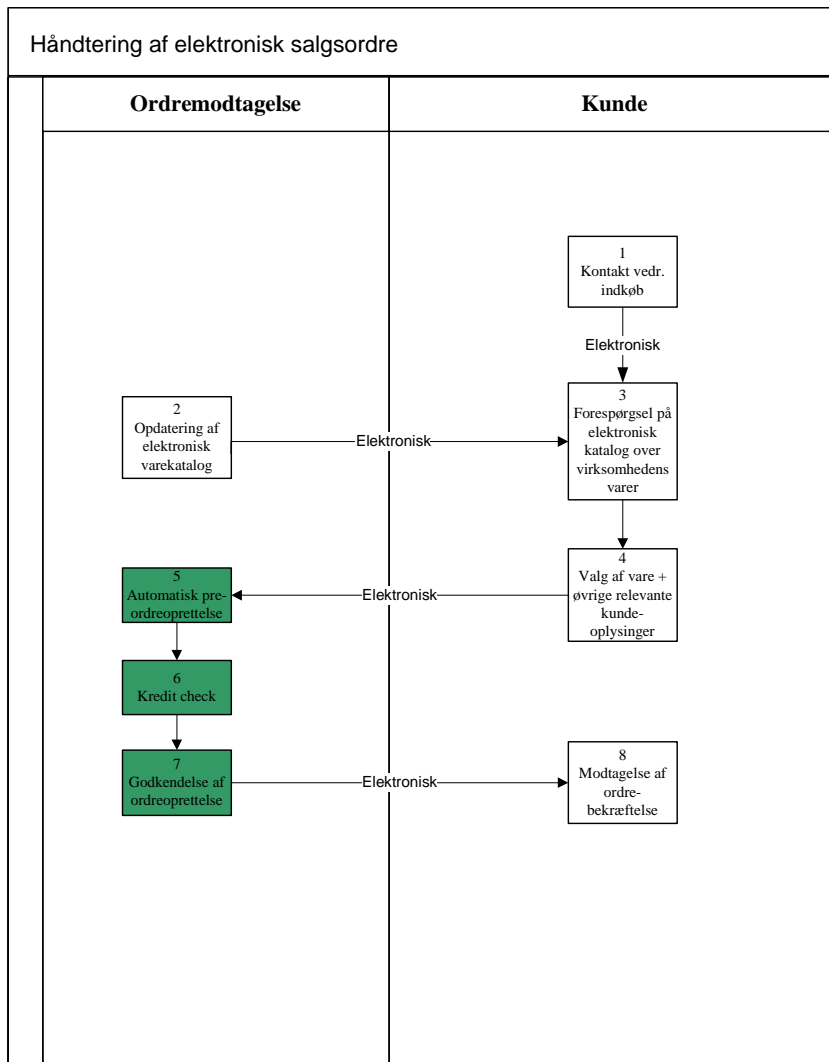 Håndtering af elektronisk salgsordre
Ordremodtagelse
Kunde
1
Kontakt vedr.
indkøb
Elektronisk
2
Opdatering af
elektronisk
varekatalog
Elektronisk
3
Forespørgsel på
elektronisk
katalog over
virksomhedens
varer
4
Valg af vare +
øvrige relevante
kunde-
oplysinger
Elektronisk
5
Automatisk pre-
ordreoprettelse
6
Kredit check
7
Godkendelse af
ordreoprettelse
Elektronisk
8
Modtagelse af
ordre-
bekræftelse